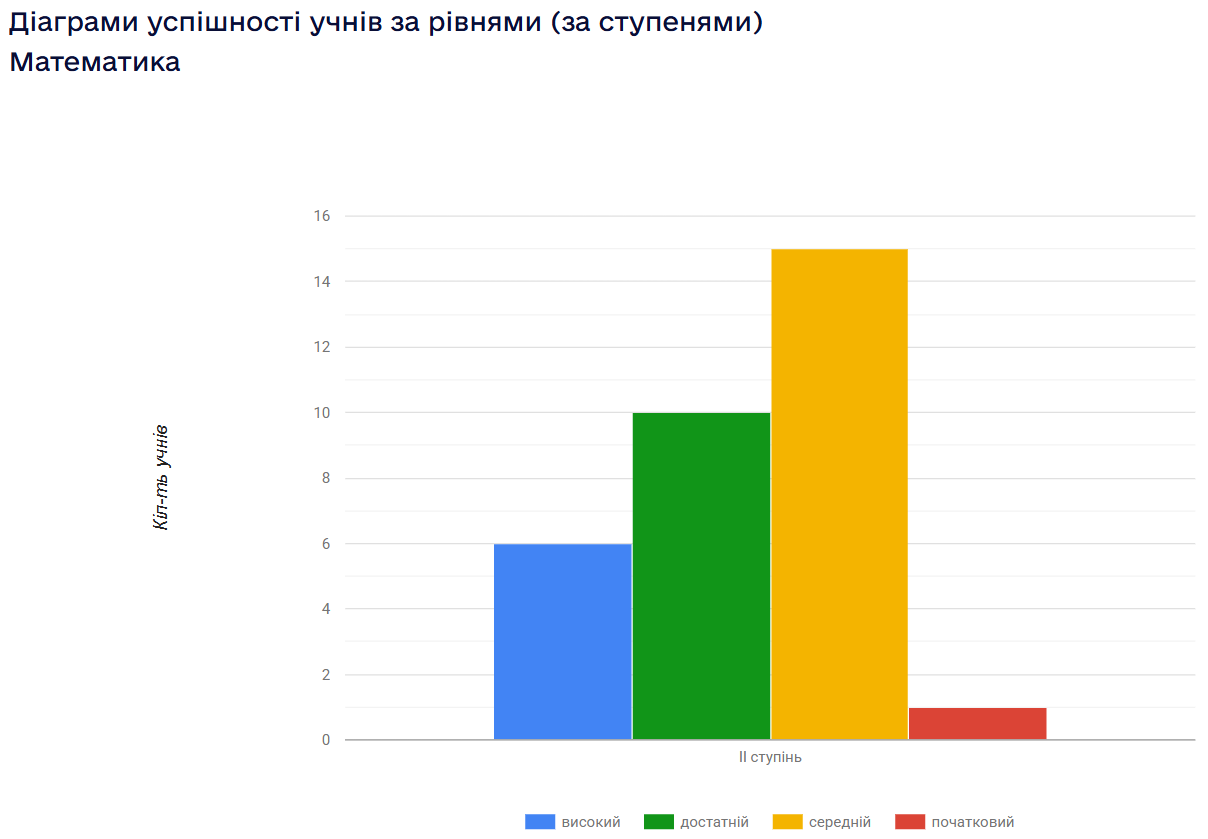 Діаграми успішності учнів за рівнями (за ступенями)
Математика
16
14
12
10
8
6
4
2
0
Кіл-ть учнів
ІІ ступінь
високий достатній середній початковий